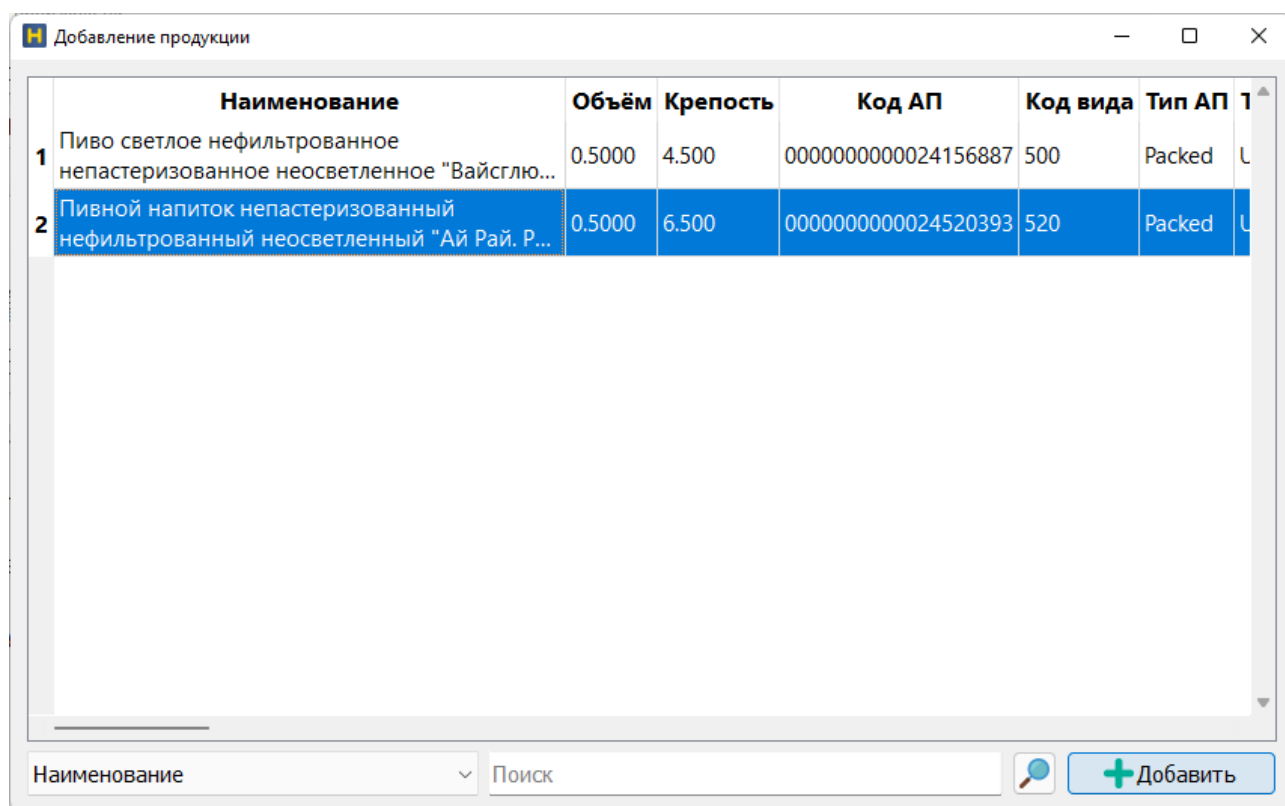 H Добавление продукции
Наименование Объём Крепость Код АП Код вида Тип АП
1 Пиво светлое нефильтрованное
непастеризованное неосветленное "Вайсглю... 0.5000 4.500 0000000000024156887 500 Packed
2 Пивной напиток непастеризованный
нефильтрованный неосветленный "Ай Рай. Р... 0.5000 6.500 0000000000024520393 520 Packed
Наименование Поиск Добавить